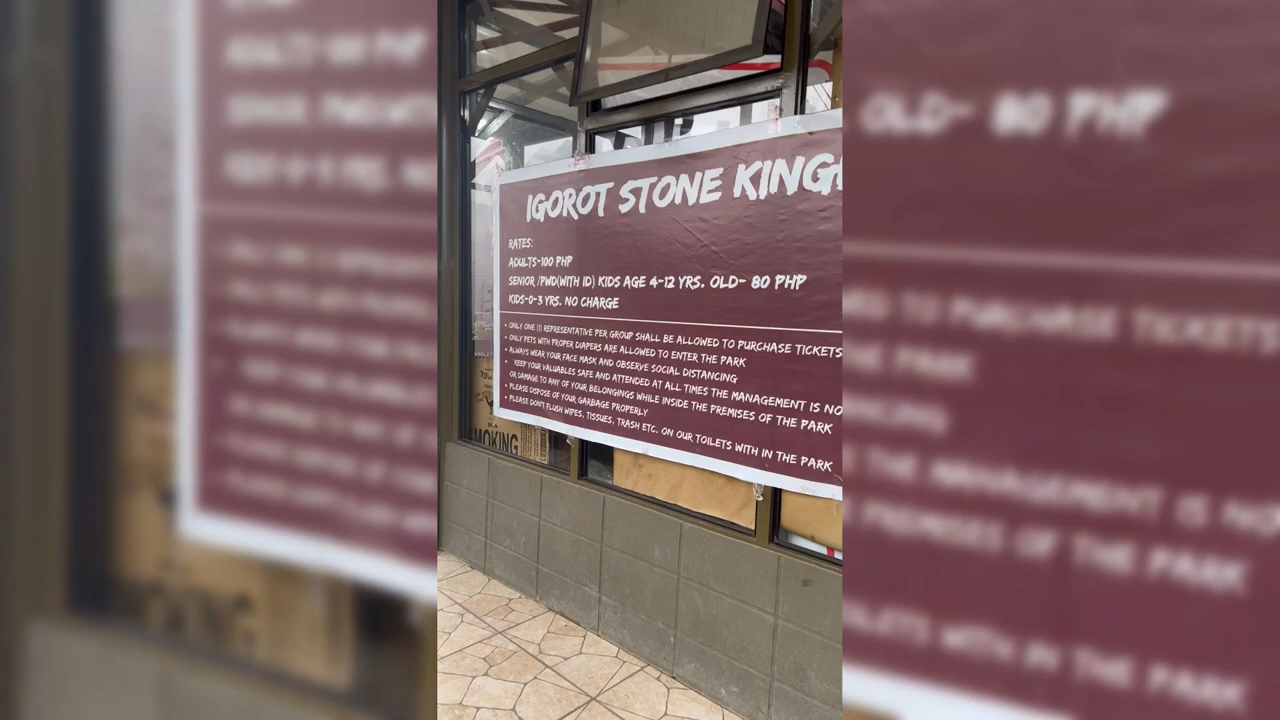 IGOROT STONE KING
RATES:
ADULTS-100 PHP
SENIOR /PWD(WITH ID) KIDS AGE 4-12 YRS. OLD- 80 PHP
KIDS-0-3 YRS. NO CHARGE
• ONLY ONE (1) REPRESENTATIVE PER GROUP SHALL BE ALLOWED TO PURCHASE TICKETS
• ONLY PETS WITH PROPER DIAPERS ARE ALLOWED TO ENTER THE PARK
• ALWAYS WEAR YOUR FACE MASK AND OBSERVE SOCIAL DISTANCING
• KEEP YOUR VALUABLES SAFE AND ATTENDED AT ALL TIMES THE MANAGEMENT IS NO
OR DAMAGE TO ANY OF YOUR BELONGINGS WHILE INSIDE THE PREMISES OF THE PARK
• PLEASE DISPOSE OF YOUR GARBAGE PROPERLY
• PLEASE DON'T FLUSH WIPES, TISSUES, TRASH ETC. ON OUR TOILETS WITH IN THE PARK
MOKING